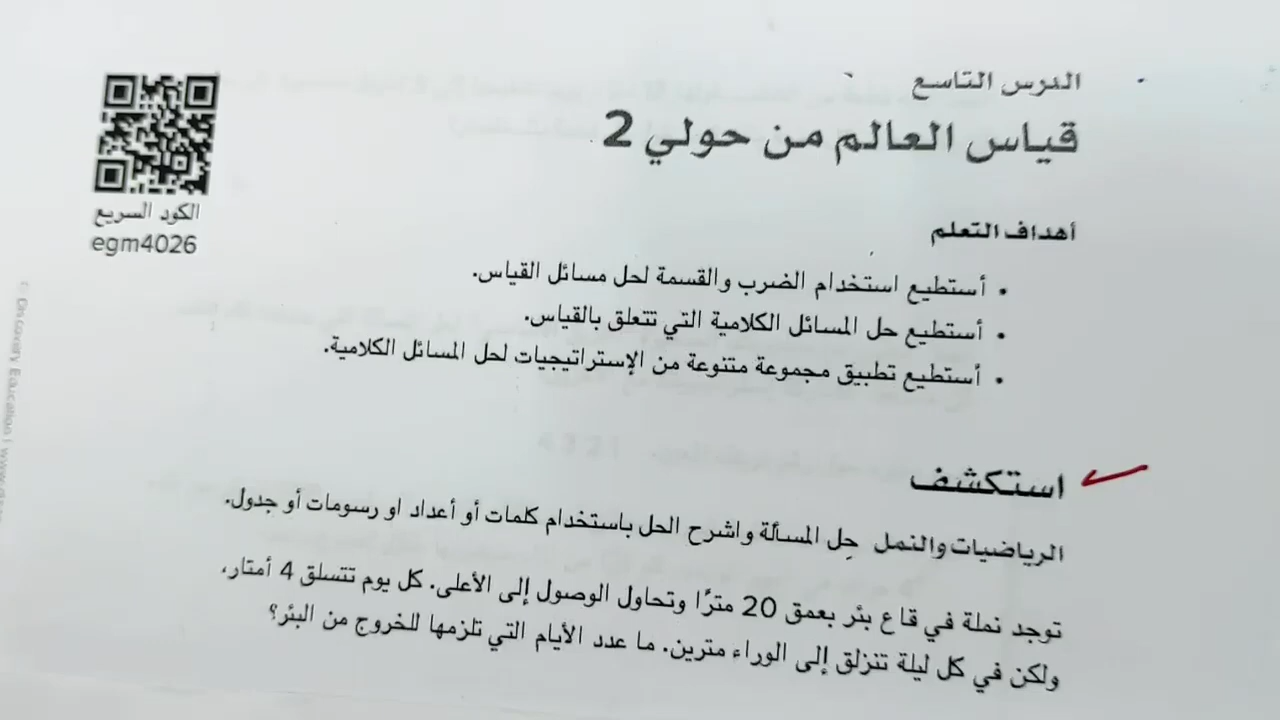 الدرس التاسع
قياس العالم من حولي 2
الكود السريع
egm4026
أهداف التعلم
• أستطيع استخدام الضرب والقسمة لحل مسائل القياس.
• أستطيع حل المسائل الكلامية التي تتعلق بالقياس.
• أستطيع تطبيق مجموعة متنوعة من الإستراتيجيات لحل المسائل الكلامية.
استكشف
الرياضيات والنمل حِل المسألة واشرح الحل باستخدام كلمات أو أعداد او رسومات أو جدول.
توجد نملة في قاع بئر بعمق 20 مترًا وتحاول الوصول إلى الأعلى. كل يوم تتسلق 4 أمتار،
ولكن في كل ليلة تنزلق إلى الوراء مترين. ما عدد الأيام التي تلزمها للخروج من البئر؟
© Discovery Education | www